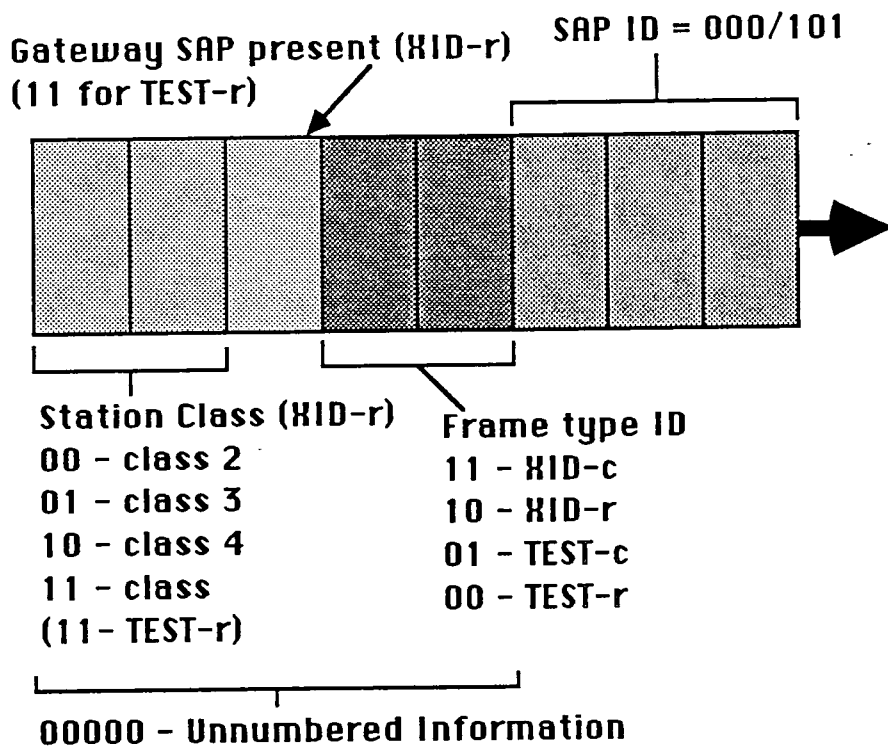 Gateway SAP present (XID-r)
(11 for TEST-r)
SAP ID = 000/101
Station Class (XID-r)
00 - class 2
01 - class 3
10 - class 4
11 - class
(11- TEST-r)
Frame type ID
11 - XID-c
10 - XID-r
01 - TEST-c
00 - TEST-r
00000 - Unnumbered Information